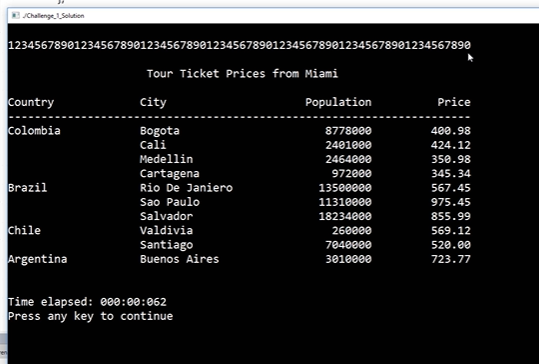 ./Challenge_1_Solution
1234567890123456789012345678901234567890123456789012345678901234567890
Tour Ticket Prices from Miami
Country City Population Price
----------------------------------------------------------------------
Colombia Bogota 8778000 400.98
Cali 2401000 424.12
Medellin 2464000 350.98
Cartagena 972000 345.34
Brazil Rio De Janiero 13500000 567.45
Sao Paulo 11310000 975.45
Salvador 18234000 855.99
Chile Valdivia 260000 569.12
Santiago 7040000 520.00
Argentina Buenos Aires 3010000 723.77
Time elapsed: 000:00:062
Press any key to continue